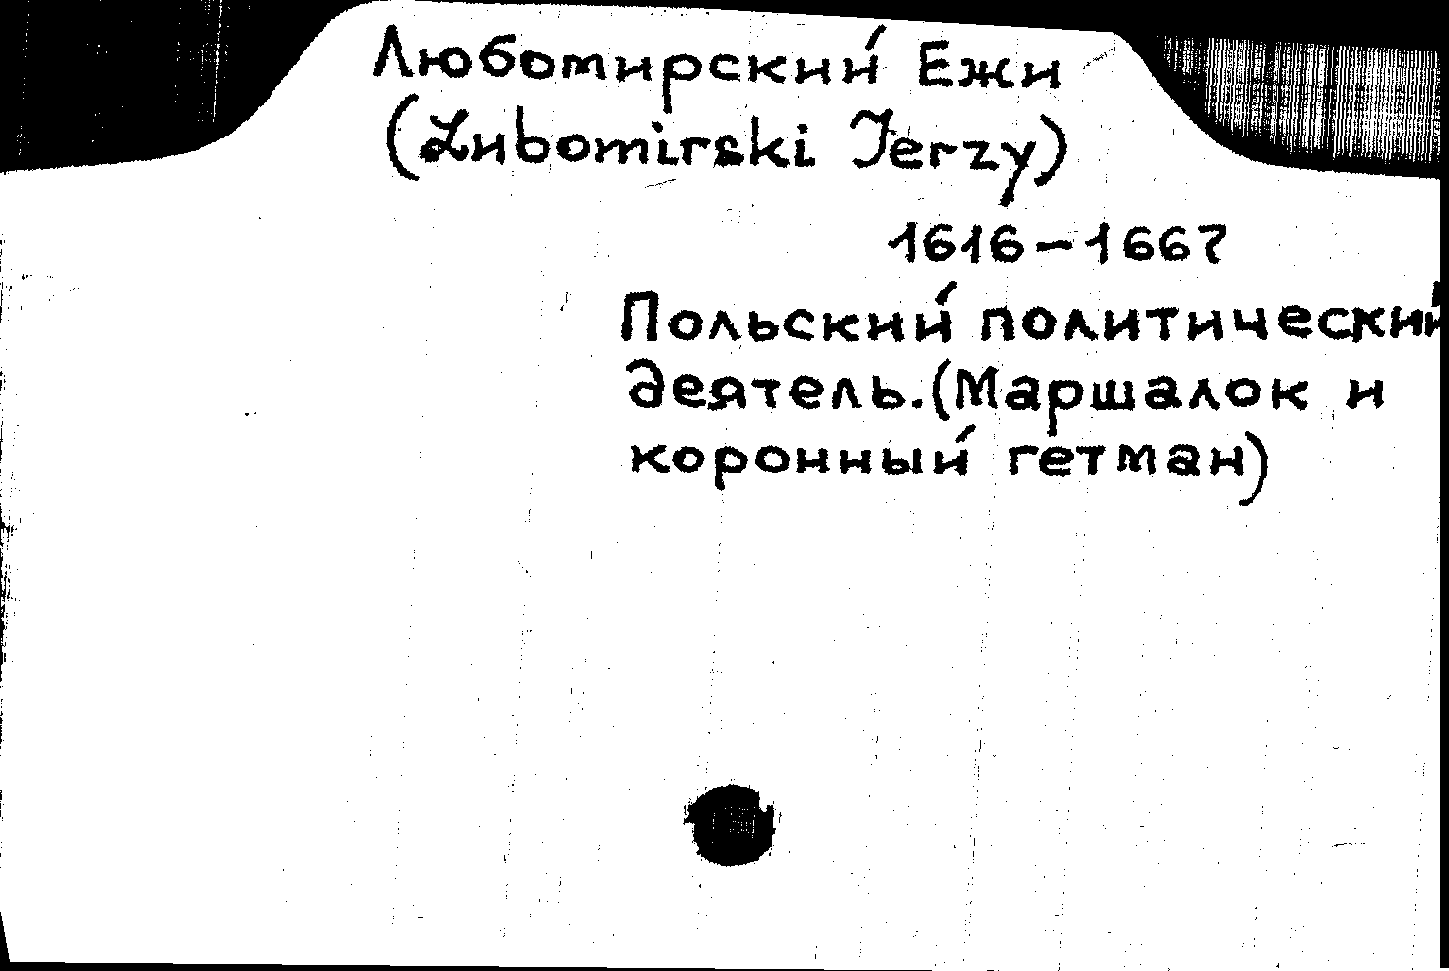 Любомирский Ежи
(Lubomirski Jerzy)
1616-1667
Польский политический
деятель. (Маршалок и
коронный гетман)